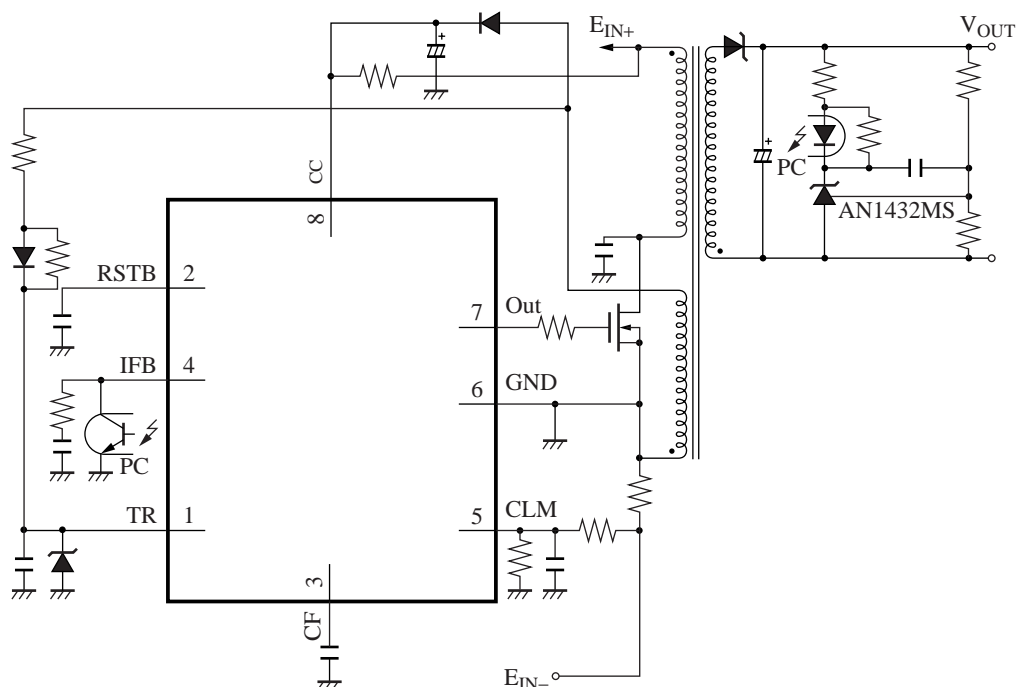 E_IN+
V_OUT
+
+
PC
AN1432MS
CC
8
RSTB
2
7
Out
IFB
4
6
GND
PC
TR
1
5
CLM
3
CF
E_IN−